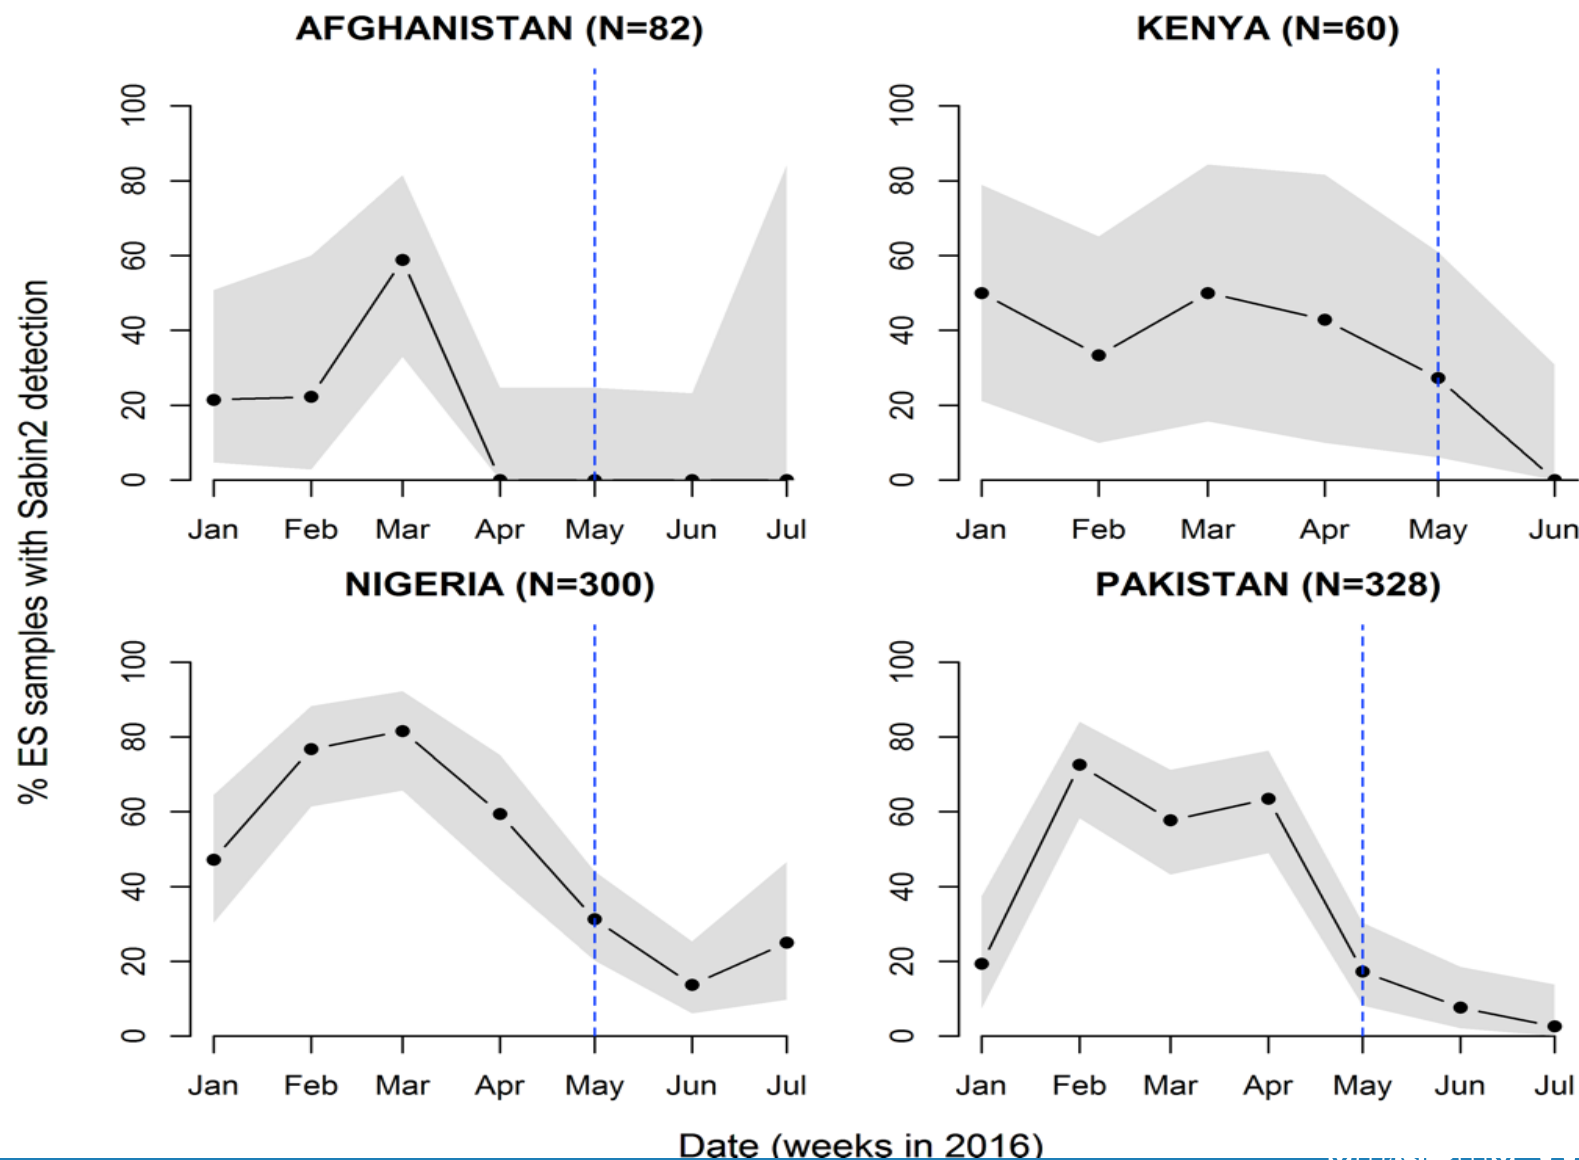 AFGHANISTAN (N=82)
100
80
60
40
20
0
Jan Feb Mar Apr May Jun Jul
KENYA (N=60)
100
80
60
40
20
0
Jan Feb Mar Apr May Jun
% ES samples with Sabin2 detection
NIGERIA (N=300)
100
80
60
40
20
0
Jan Feb Mar Apr May Jun Jul
PAKISTAN (N=328)
100
80
60
40
20
0
Jan Feb Mar Apr May Jun Jul
Date (weeks in 2016)